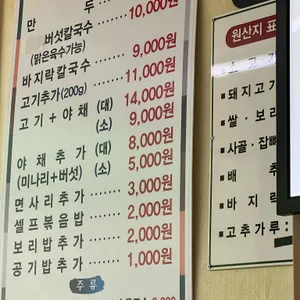 만 두 ······ 10,000원
버섯칼국수 ····
(맑은육수가능) 9,000원
바지락칼국수 ··· 11,000원
고기추가(200g) ···· 14,000원
고기+야채 (대) 9,000원
(소) 8,000원
야채추가 (대) 5,000원
(미나리+버섯) (소) 3,000원
면사리추가 ······ 2,000원
셀프볶음밥 ······ 2,000원
보리밥추가 ······ 1,000원
공기밥추가 ······
주류
원산지 표
소고기
▪돼지고기
▪쌀·보리
▪사골·잡뼈
▪배추
▪바지락
▪고추가루: